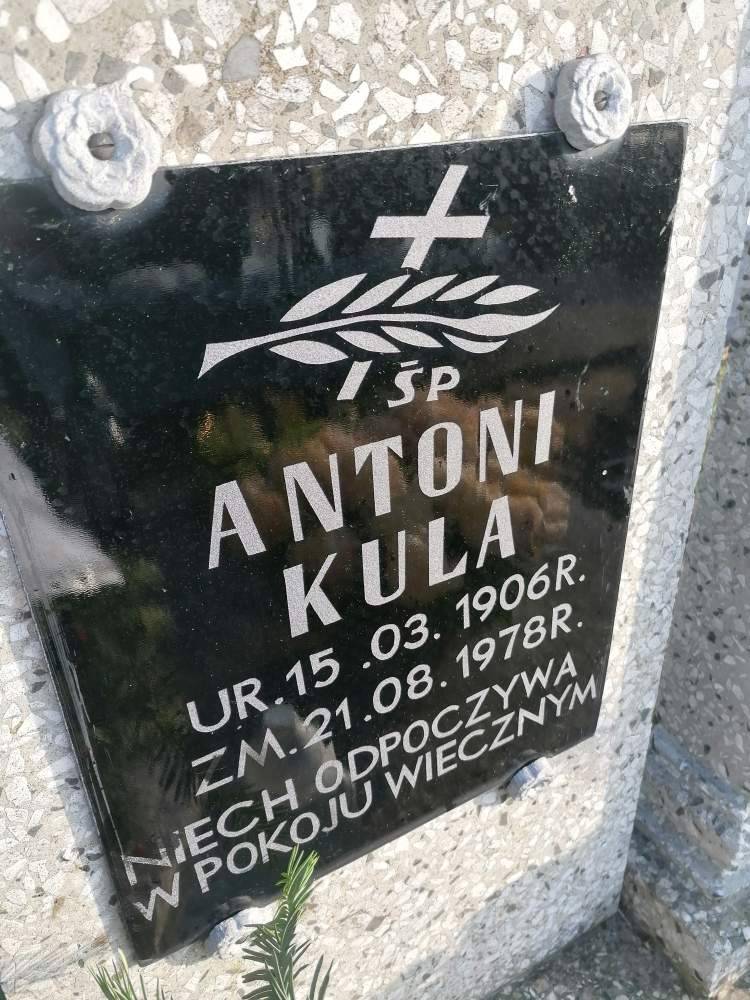 ŚP
ANTONI
KULA
UR.15.03.1906R.
ZM.21.08.1978R.
NIECH ODPOCZYWA
W POKOJU WIECZNYM